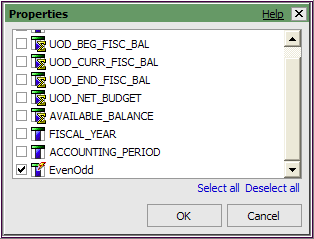 Properties Help
UOD_BEG_FISC_BAL
UOD_CURR_FISC_BAL
UOD_END_FISC_BAL
UOD_NET_BUDGET
AVAILABLE_BALANCE
FISCAL_YEAR
ACCOUNTING_PERIOD
EvenOdd
Select all Deselect all
OK Cancel